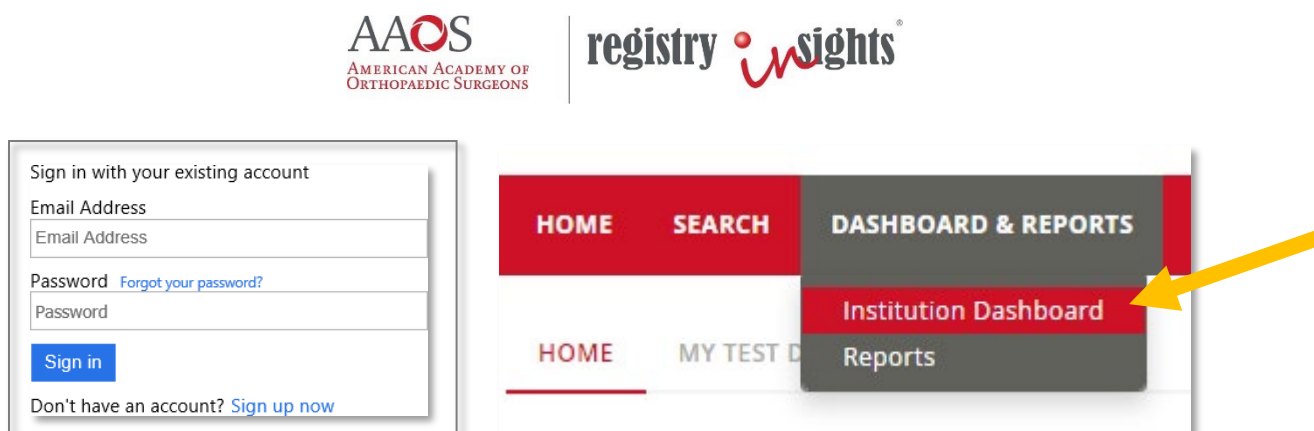 AAOS
AMERICAN ACADEMY OF
ORTHOPAEDIC SURGEONS
registry insights®
Sign in with your existing account
Email Address
Email Address
Password Forgot your password?
Password
Sign in
Don't have an account? Sign up now
HOME SEARCH DASHBOARD & REPORTS
Institution Dashboard
HOME MY TEST D
Reports